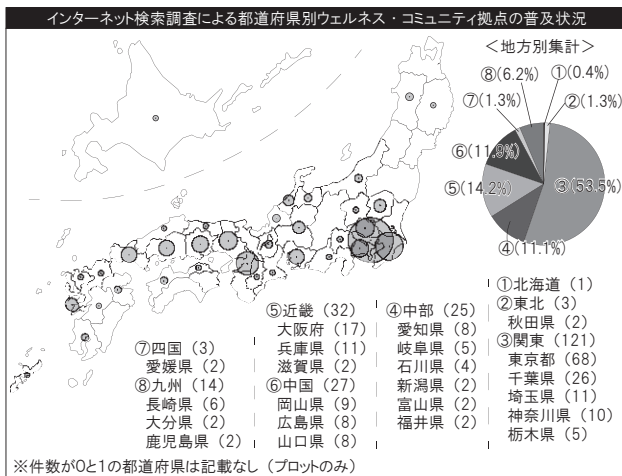 インターネット検索調査による都道府県別ウェルネス・コミュニティ拠点の普及状況
＜地方別集計＞
①(0.4%)
②(1.3%)
③(53.5%)
④(11.1%)
⑤(14.2%)
⑥(11.9%)
⑦(1.3%)
⑧(6.2%)
①北海道（1）
②東北（3）
秋田県（2）
③関東（121）
東京都（68）
千葉県（26）
埼玉県（11）
神奈川県（10）
栃木県（5）
④中部（25）
愛知県（8）
岐阜県（5）
石川県（4）
新潟県（2）
富山県（2）
福井県（2）
⑤近畿（32）
大阪府（17）
兵庫県（11）
滋賀県（2）
⑥中国（27）
岡山県（9）
広島県（8）
山口県（8）
⑦四国（3）
愛媛県（2）
⑧九州（14）
長崎県（6）
大分県（2）
鹿児島県（2）
※件数が0と1の都道府県は記載なし（プロットのみ）